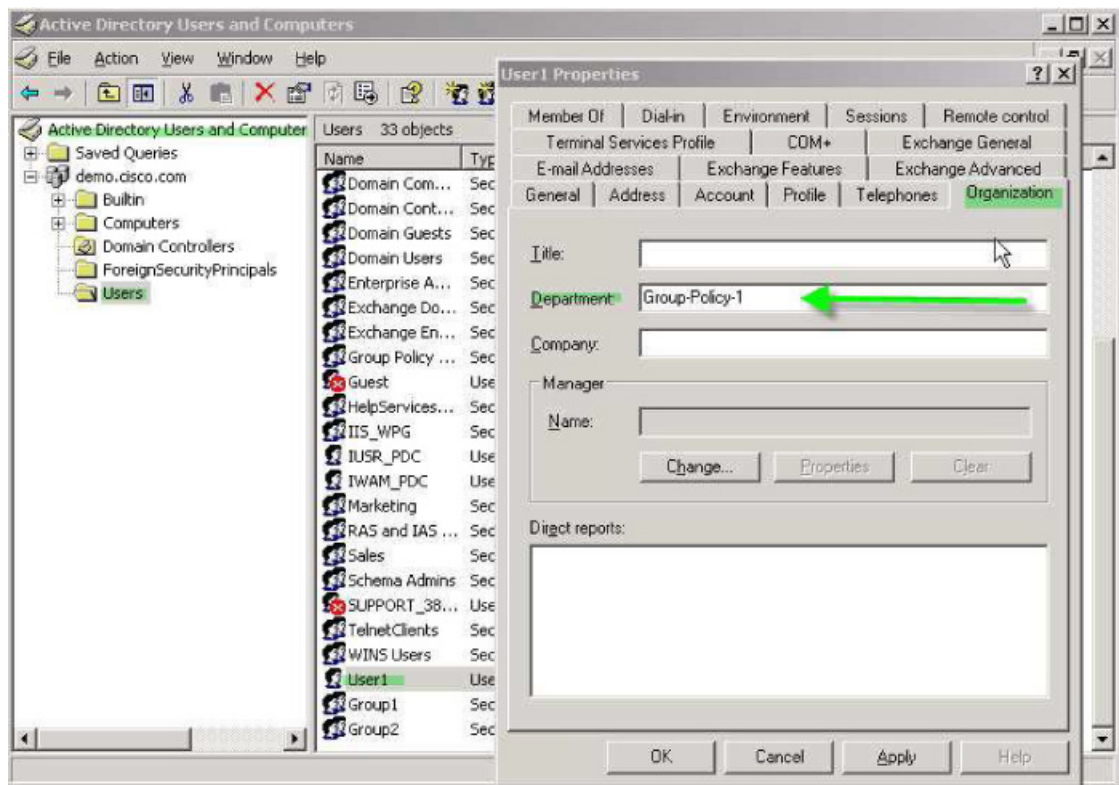 Active Directory Users and Computers
File Action View Window Help
Active Directory Users and Computer
Saved Queries
demo.cisco.com
Builtin
Computers
Domain Controllers
ForeignSecurityPrincipals
Users
Users 33 objects
Name Typ
Domain Com... Sec
Domain Cont... Sec
Domain Guests Sec
Domain Users Sec
Enterprise A... Sec
Exchange Do... Sec
Exchange En... Sec
Group Policy ... Sec
Guest Use
HelpServices... Sec
IIS_WPG Sec
IUSR_PDC Use
IWAM_PDC Use
Marketing Sec
RAS and IAS ... Sec
Sales Sec
Schema Admins Sec
SUPPORT_38... Use
TelnetClients Sec
WINS Users Sec
User1 Use
Group1 Sec
Group2 Sec
User1 Properties
Member Of Dial-in Environment Sessions Remote control
Terminal Services Profile COM+ Exchange General
E-mail Addresses Exchange Features Exchange Advanced
General Address Account Profile Telephones Organization
Title:
Department: Group-Policy-1
Company:
Manager
Name:
Change... Properties Clear
Direct reports:
OK Cancel Apply Help